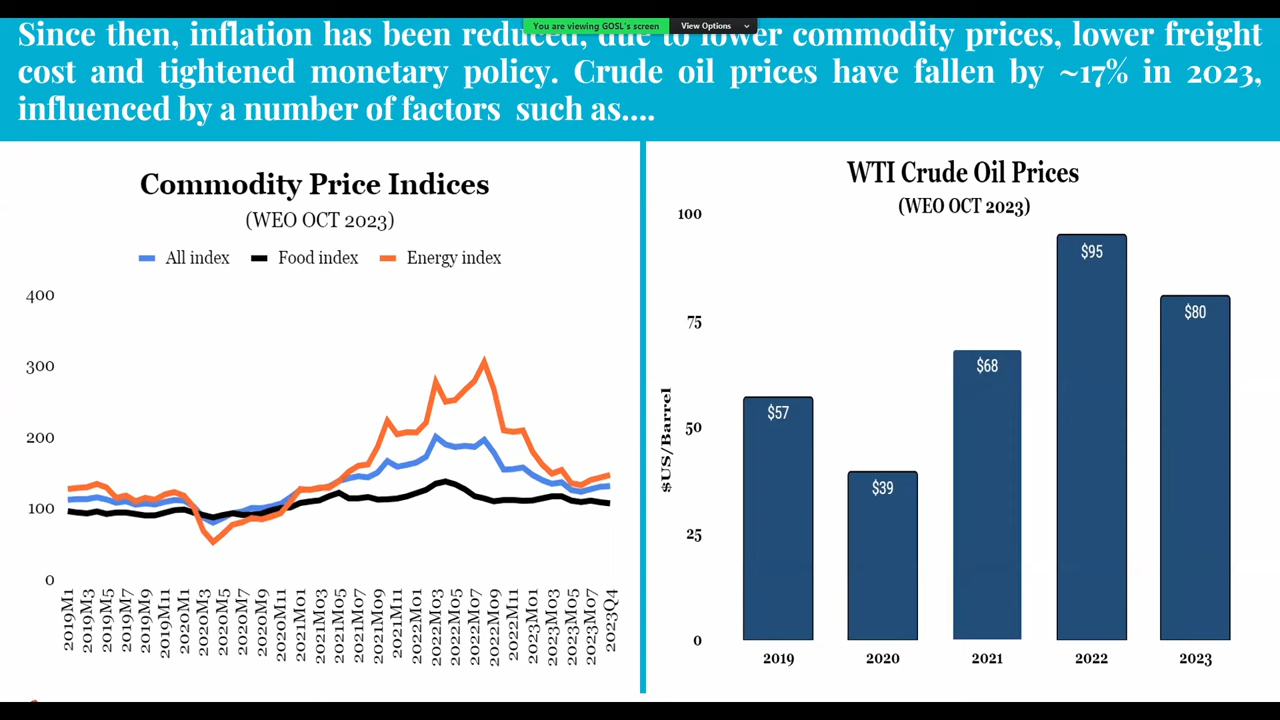 You are viewing GOSL's screen
View Options
Since then, inflation has been reduced, due to lower commodity prices, lower freight
cost and tightened monetary policy. Crude oil prices have fallen by ~17% in 2023,
influenced by a number of factors such as....
Commodity Price Indices
(WEO OCT 2023)
All index
Food index
Energy index
400
300
200
100
0
2019M1
2019M3
2019M5
2019M7
2019M9
2019M11
2020M1
2020M3
2020M5
2020M7
2020M9
2020M11
2021M01
2021M03
2021M05
2021M07
2021M09
2021M11
2022M01
2022M03
2022M05
2022M07
2022M09
2022M11
2023M01
2023M03
2023M05
2023M07
2023Q4
WTI Crude Oil Prices
(WEO OCT 2023)
$US/Barrel
100
75
50
25
0
$57
$39
$68
$95
$80
2019
2020
2021
2022
2023